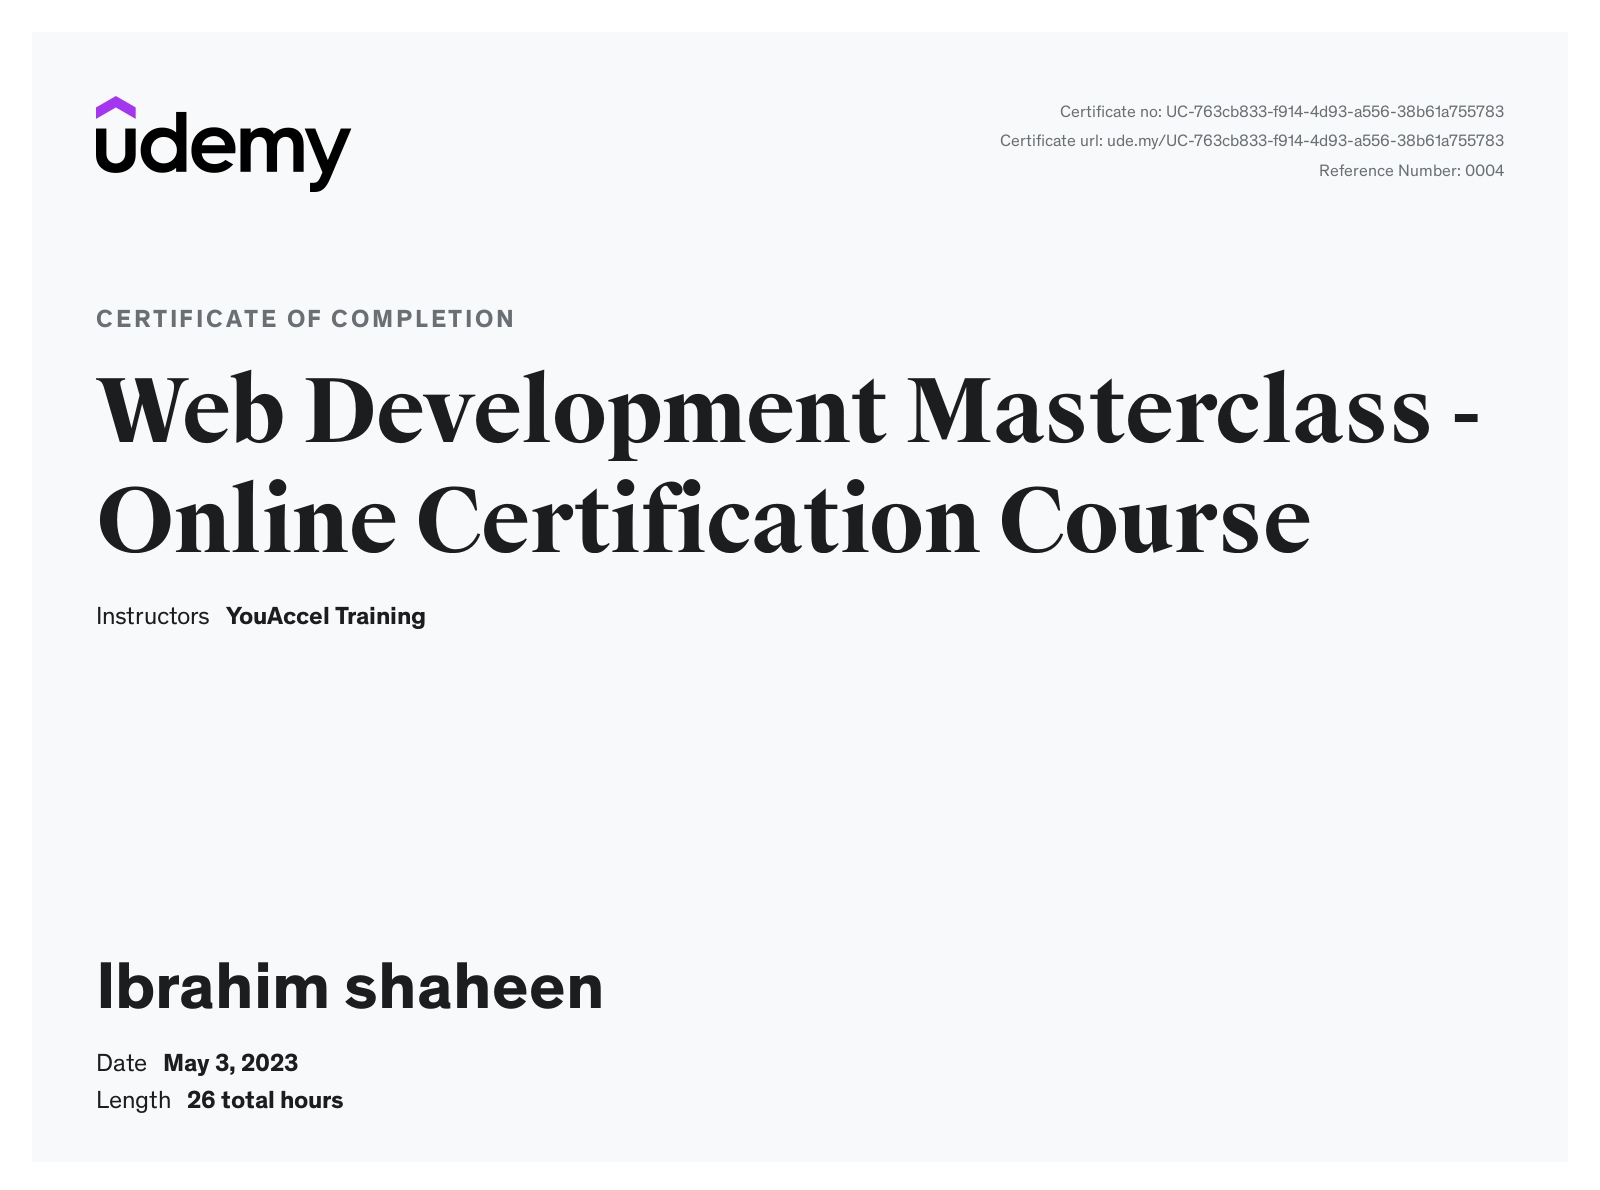 udemy
Certificate no: UC-763cb833-f914-4d93-a556-38b61a755783
Certificate url: ude.my/UC-763cb833-f914-4d93-a556-38b61a755783
Reference Number: 0004
CERTIFICATE OF COMPLETION
Web Development Masterclass -
Online Certification Course
Instructors YouAccel Training
Ibrahim shaheen
Date May 3, 2023
Length 26 total hours